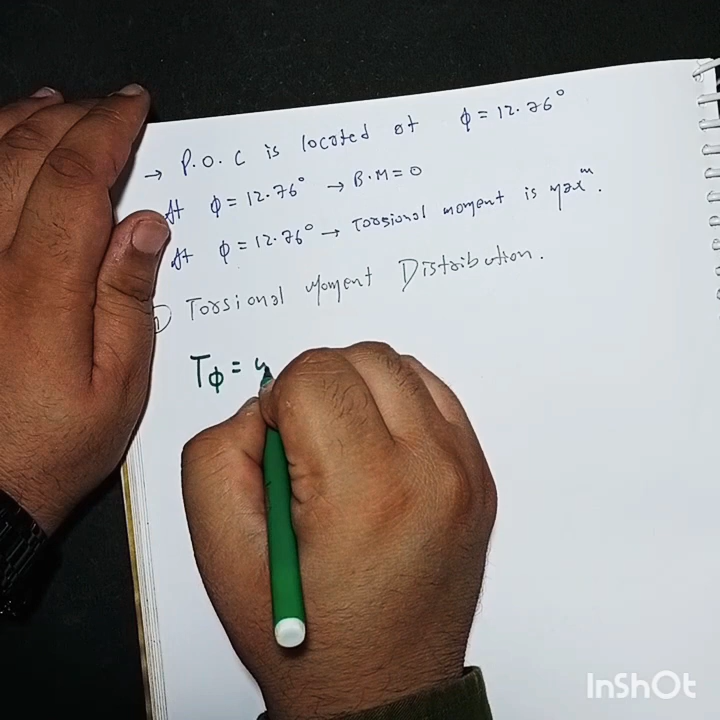 → P.O.C is located at ϕ = 12.76°
At ϕ = 12.76° → B.M = 0
At ϕ = 12.76° → Torsional moment is maxᵐ.
Torsional Moment Distribution.
Tϕ =
InShOt